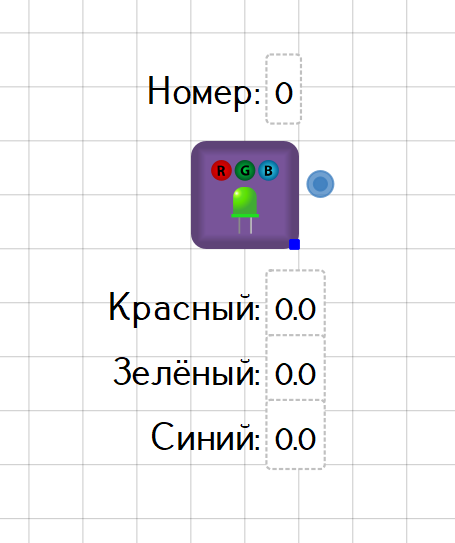 Номер: 0
R G B
Красный: 0.0
Зелёный: 0.0
Синий: 0.0